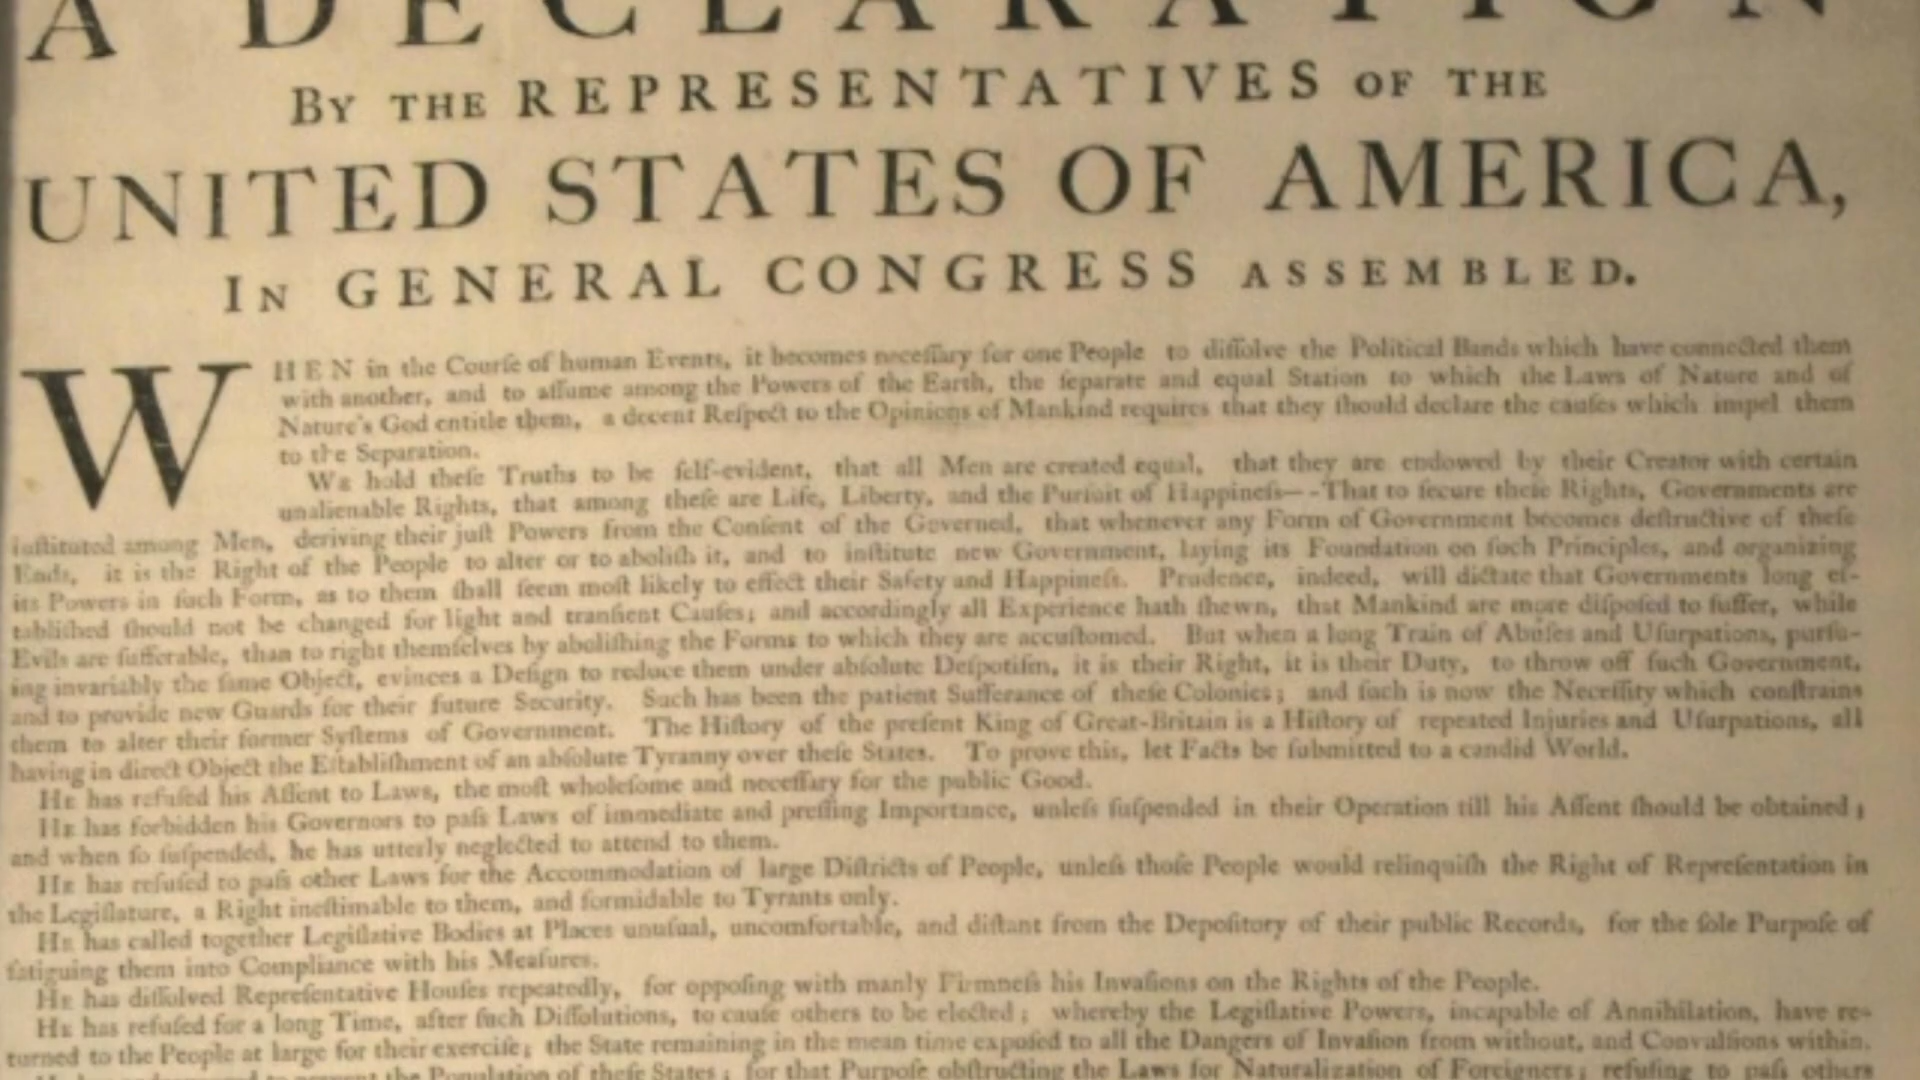 A DECLARATION
BY THE REPRESENTATIVES OF THE
UNITED STATES OF AMERICA,
IN GENERAL CONGRESS ASSEMBLED.
WHEN in the Courſe of human Events, it becomes neceſſary for one People to diſſolve the Political Bands which have connected them
with another, and to aſſume among the Powers of the Earth, the ſeparate and equal Station to which the Laws of Nature and of
Nature's God entitle them, a decent Reſpect to the Opinions of Mankind requires that they ſhould declare the cauſes which impel them
to the Separation.
WE hold theſe Truths to be ſelf-evident, that all Men are created equal, that they are endowed by their Creator with certain
unalienable Rights, that among theſe are Life, Liberty, and the Purſuit of Happineſs—-That to ſecure theſe Rights, Governments are
inſtituted among Men, deriving their juſt Powers from the Conſent of the Governed, that whenever any Form of Government becomes deſtructive of theſe
Ends, it is the Right of the People to alter or to aboliſh it, and to inſtitute new Government, laying its Foundation on ſuch Principles, and organizing
its Powers in ſuch Form, as to them ſhall ſeem moſt likely to effect their Safety and Happineſs. Prudence, indeed, will dictate that Governments long eſ-
tabliſhed ſhould not be changed for light and tranſient Cauſes; and accordingly all Experience hath ſhewn, that Mankind are more diſpoſed to ſuffer, while
Evils are ſufferable, than to right themſelves by aboliſhing the Forms to which they are accuſtomed. But when a long Train of Abuſes and Uſurpations, purſu-
ing invariably the ſame Object, evinces a Deſign to reduce them under abſolute Deſpotiſm, it is their Right, it is their Duty, to throw off ſuch Government,
and to provide new Guards for their future Security. Such has been the patient Sufferance of theſe Colonies; and ſuch is now the Neceſſity which conſtrains
them to alter their former Syſtems of Government. The Hiſtory of the preſent King of Great-Britain is a Hiſtory of repeated Injuries and Uſurpations, all
having in direct Object the Eſtabliſhment of an abſolute Tyranny over theſe States. To prove this, let Facts be ſubmitted to a candid World.
HE has refuſed his Aſſent to Laws, the moſt wholeſome and neceſſary for the public Good.
HE has forbidden his Governors to paſs Laws of immediate and preſſing Importance, unleſs ſuſpended in their Operation till his Aſſent ſhould be obtained;
and when ſo ſuſpended, he has utterly neglected to attend to them.
HE has refuſed to paſs other Laws for the Accommodation of large Diſtricts of People, unleſs thoſe People would relinquiſh the Right of Repreſentation in
the Legiſlature, a Right ineſtimable to them, and formidable to Tyrants only.
HE has called together Legiſlative Bodies at Places unuſual, uncomfortable, and diſtant from the Depoſitory of their public Records, for the ſole Purpoſe of
fatiguing them into Compliance with his Meaſures.
HE has diſſolved Repreſentative Houſes repeatedly, for oppoſing with manly Firmneſs his Invaſions on the Rights of the People.
HE has refuſed for a long Time, after ſuch Diſſolutions, to cauſe others to be elected; whereby the Legiſlative Powers, incapable of Annihilation, have re-
turned to the People at large for their exerciſe; the State remaining in the mean time expoſed to all the Dangers of Invaſion from without, and Convulſions within.
the Population of theſe States; for that Purpoſe obſtructing the Laws for Naturalization of Foreigners; refuſing to paſs others